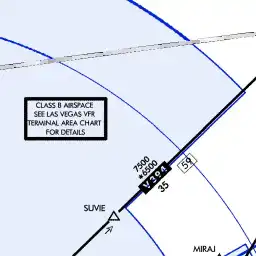 CLASS B AIRSPACE
SEE LAS VEGAS VFR
TERMINAL AREA CHART
FOR DETAILS
7500
*6500
V394
35
59
SUVIE
MIRAJ